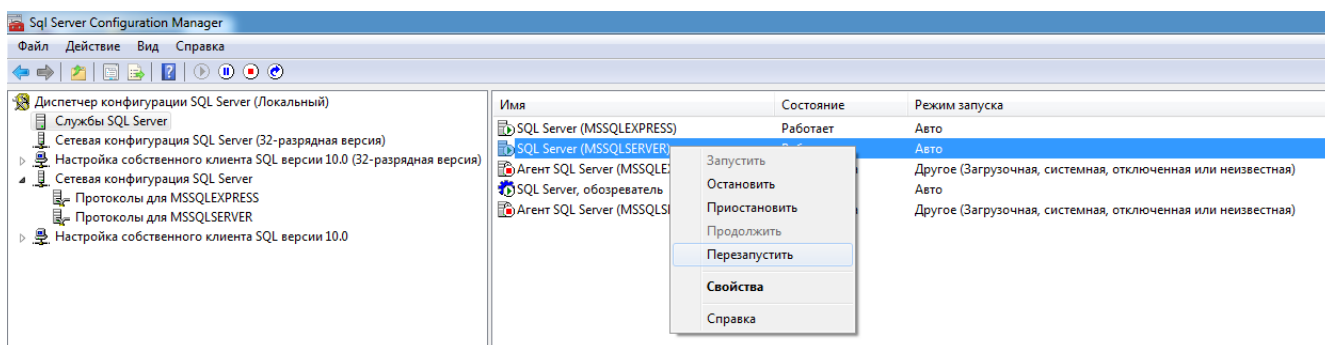 Sql Server Configuration Manager
Файл Действие Вид Справка
Диспетчер конфигурации SQL Server (Локальный)
Службы SQL Server
Сетевая конфигурация SQL Server (32-разрядная версия)
Настройка собственного клиента SQL версии 10.0 (32-разрядная версия)
Сетевая конфигурация SQL Server
Протоколы для MSSQLEXPRESS
Протоколы для MSSQLSERVER
Настройка собственного клиента SQL версии 10.0
Имя Состояние Режим запуска
SQL Server (MSSQLEXPRESS) Работает Авто
SQL Server (MSSQLSERVER) Авто
Агент SQL Server (MSSQLE Другое (Загрузочная, системная, отключенная или неизвестная)
SQL Server, обозреватель Авто
Агент SQL Server (MSSQLS Другое (Загрузочная, системная, отключенная или неизвестная)
Запустить
Остановить
Приостановить
Продолжить
Перезапустить
Свойства
Справка